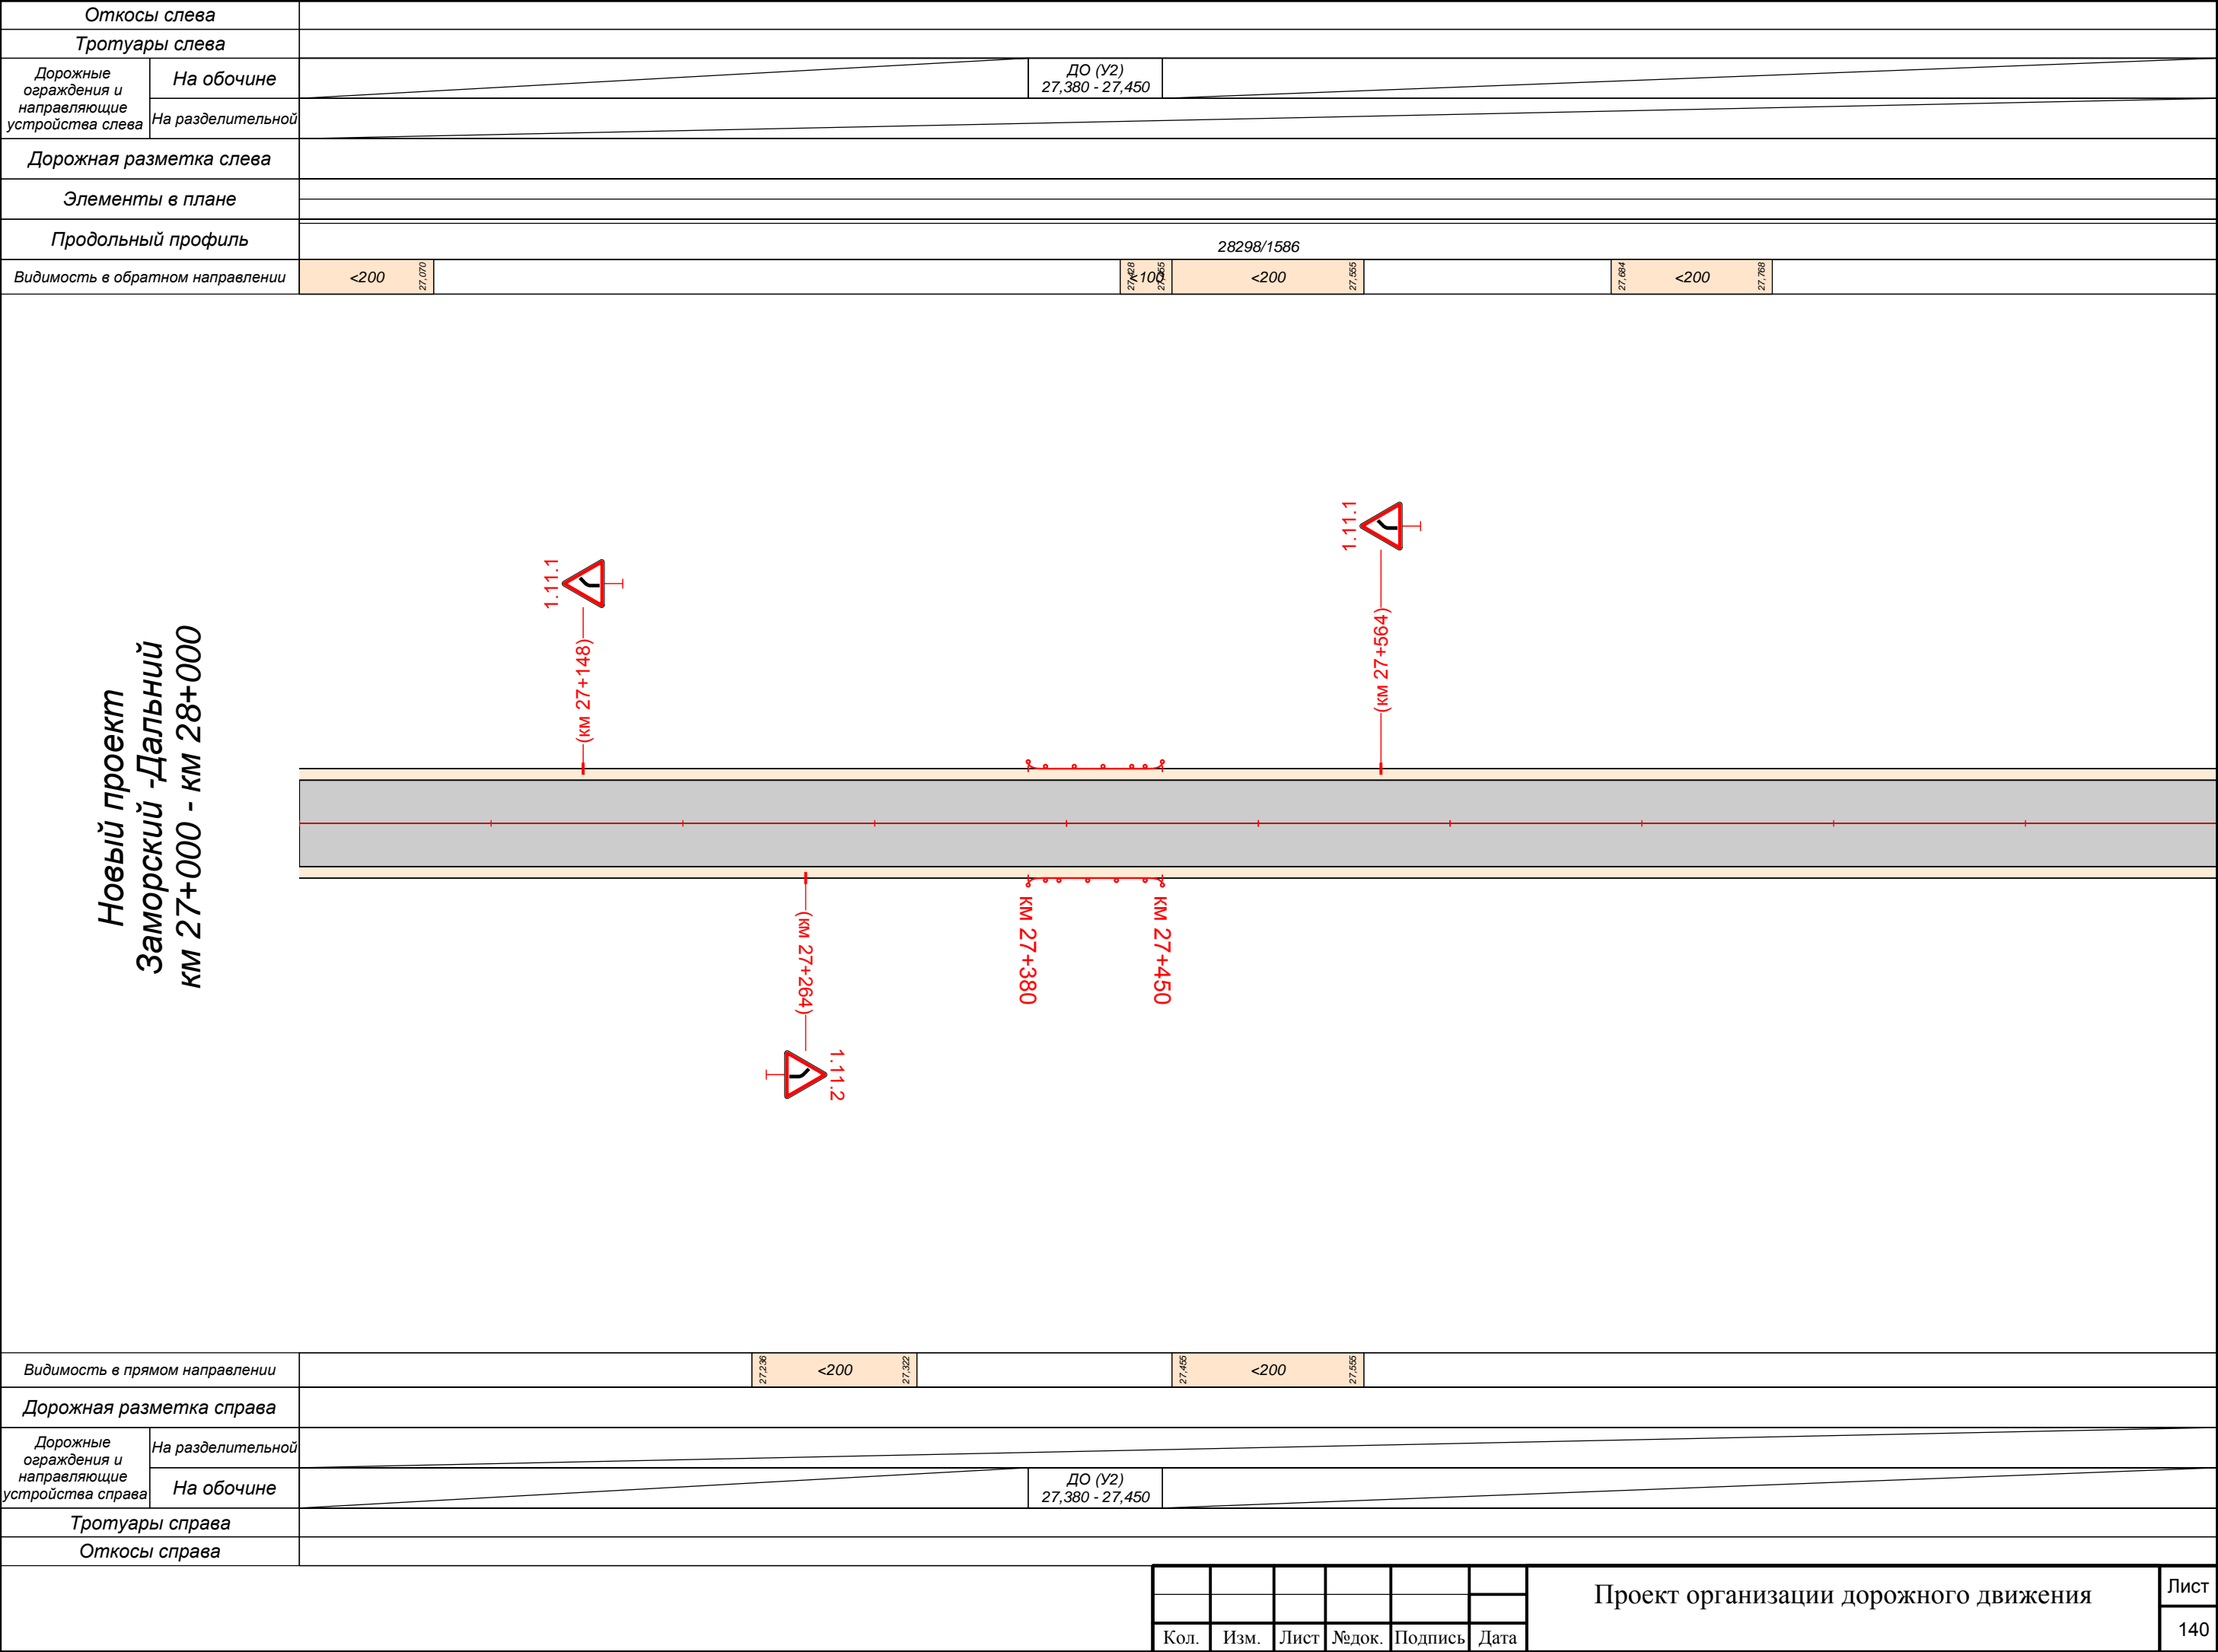 Откосы слева
Тротуары слева
Дорожные
ограждения и
направляющие
устройства слева
На обочине
ДО (У2)
27,380 - 27,450
На разделительной
Дорожная разметка слева
Элементы в плане
Продольный профиль
28298/1586
Видимость в обратном направлении
<200
27,070
27,428
<100
27,455
<200
27,555
27,684
<200
27,768
1.11.1
(км 27+148)
1.11.1
(км 27+564)
Новый проект
Заморский -Дальний
км 27+000 - км 28+000
(км 27+264)
1.11.2
км 27+380
км 27+450
Видимость в прямом направлении
27,236
<200
27,322
27,455
<200
27,555
Дорожная разметка справа
Дорожные
ограждения и
направляющие
устройства справа
На разделительной
На обочине
ДО (У2)
27,380 - 27,450
Тротуары справа
Откосы справа
Кол. Изм. Лист №док. Подпись Дата
Проект организации дорожного движения
Лист
140